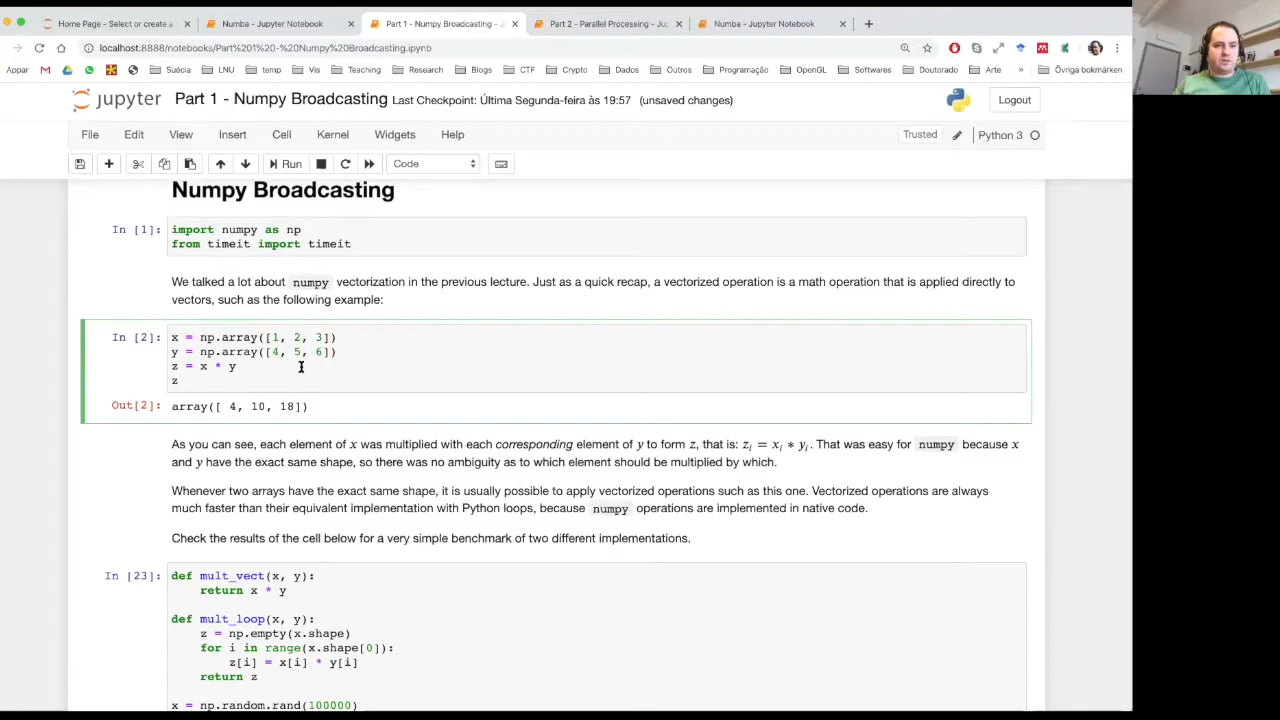 Home Page - Select or create a
Numba - Jupyter Notebook
Part 1 - Numpy Broadcasting -
Part 2 - Parallel Processing - Ju
Numba - Jupyter Notebook
localhost:8888/notebooks/Part%201%20-%20Numpy%20Broadcasting.ipynb
Appar
Suécia
LNU
temp
Vis
Teaching
Research
Blogs
CTF
Crypto
Dados
Outros
Programação
OpenGL
Softwares
Doutorado
Arte
»
Övriga bokmärken
jupyter Part 1 - Numpy Broadcasting Last Checkpoint: Última Segunda-feira às 19:57 (unsaved changes)
Logout
File Edit View Insert Cell Kernel Widgets Help
Trusted
Python 3
Run
Code
Numpy Broadcasting
In [1]: import numpy as np
from timeit import timeit
We talked a lot about numpy vectorization in the previous lecture. Just as a quick recap, a vectorized operation is a math operation that is applied directly to
vectors, such as the following example:
In [2]: x = np.array([1, 2, 3])
y = np.array([4, 5, 6])
z = x * y
z
Out[2]: array([ 4, 10, 18])
As you can see, each element of x was multiplied with each corresponding element of y to form z, that is: zᵢ = xᵢ * yᵢ. That was easy for numpy because x
and y have the exact same shape, so there was no ambiguity as to which element should be multiplied by which.
Whenever two arrays have the exact same shape, it is usually possible to apply vectorized operations such as this one. Vectorized operations are always
much faster than their equivalent implementation with Python loops, because numpy operations are implemented in native code.
Check the results of the cell below for a very simple benchmark of two different implementations.
In [23]: def mult_vect(x, y):
return x * y
def mult_loop(x, y):
z = np.empty(x.shape)
for i in range(x.shape[0]):
z[i] = x[i] * y[i]
return z
x = np.random.rand(100000)